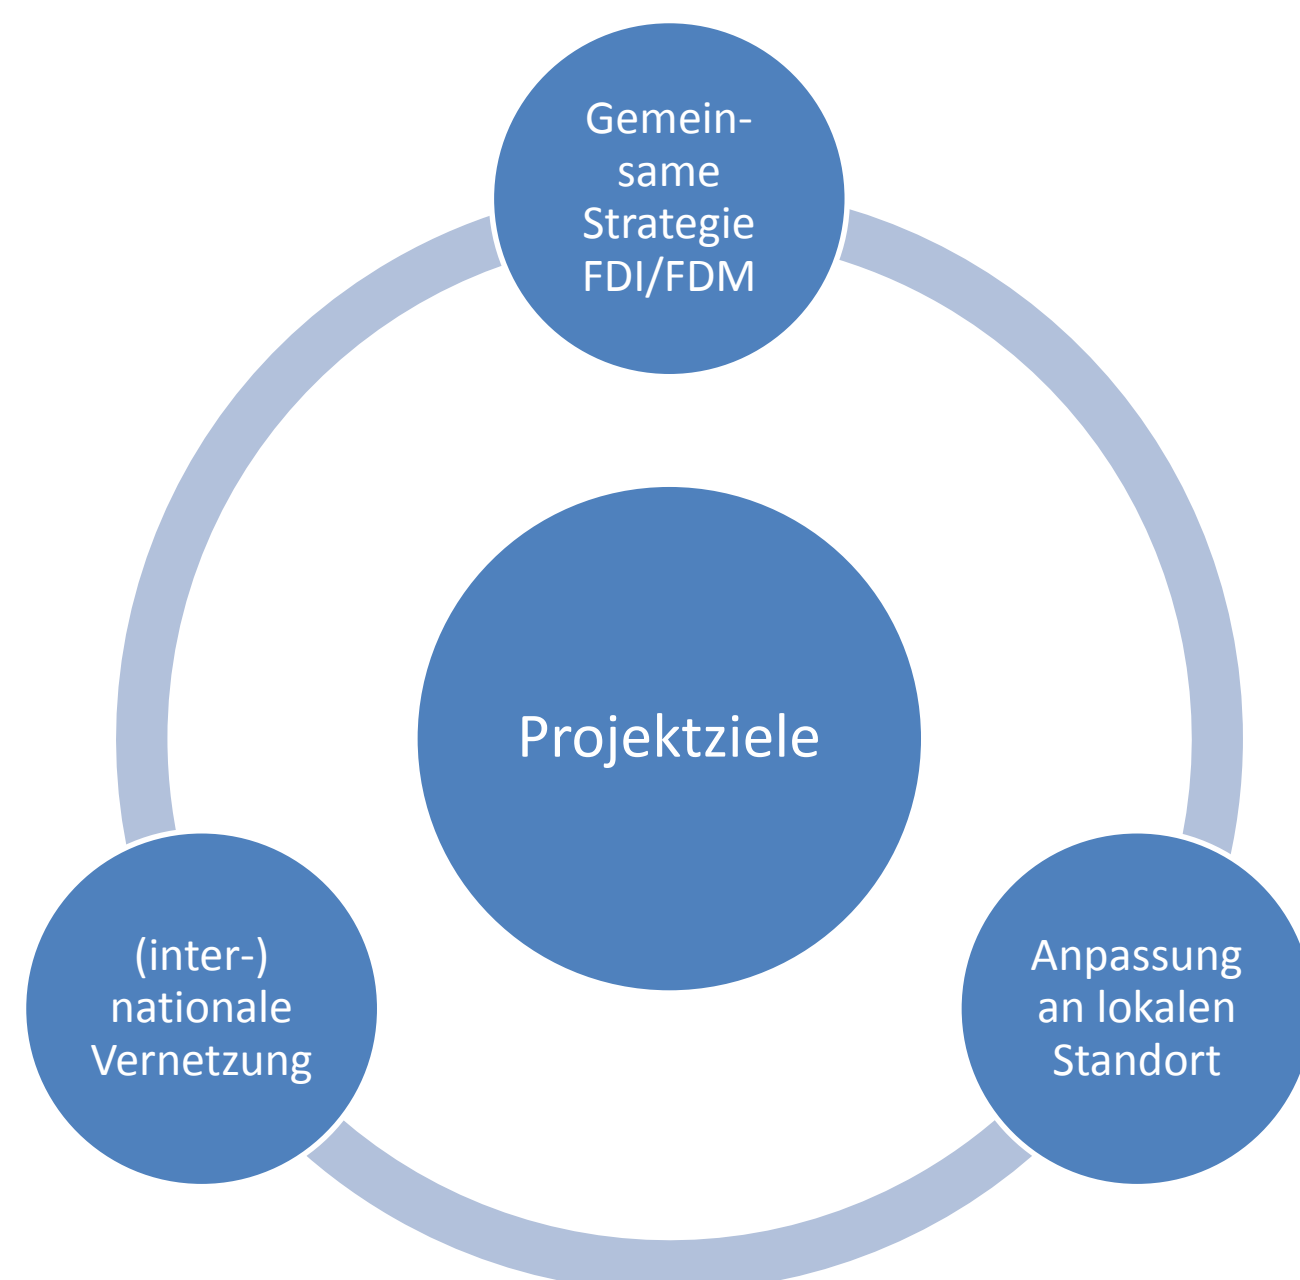 Gemein-
same
Strategie
FDI/FDM
Projektziele
(inter-)
nationale
Vernetzung
Anpassung
an lokalen
Standort